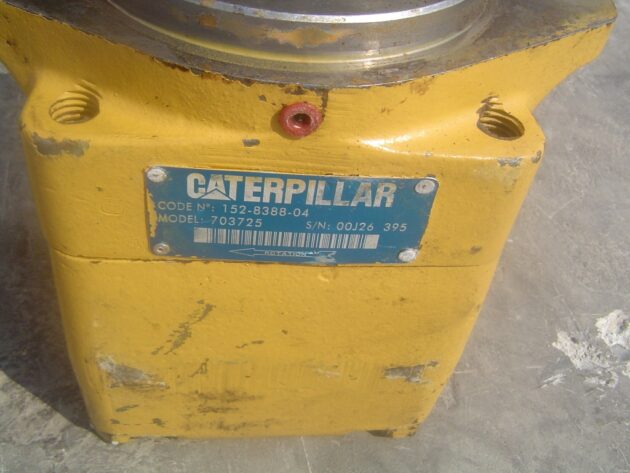 CATERPILLAR
CODE Nº: 152-8388-04
MODEL: 703725 S/N: 00J26 395
ROTATION